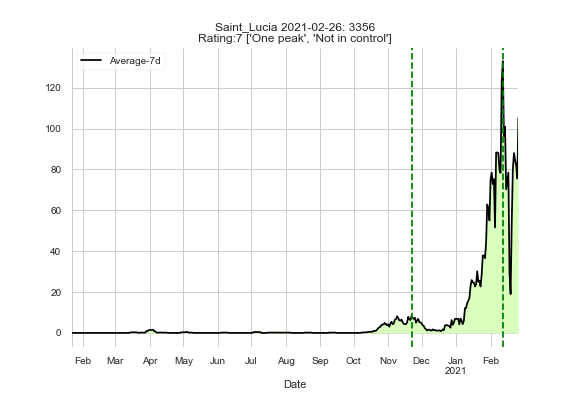 Saint_Lucia 2021-02-26: 3356
Rating:7 ['One peak', 'Not in control']
Average-7d
120
100
80
60
40
20
0
Feb Mar Apr May Jun Jul Aug Sep Oct Nov Dec Jan Feb
2021
Date